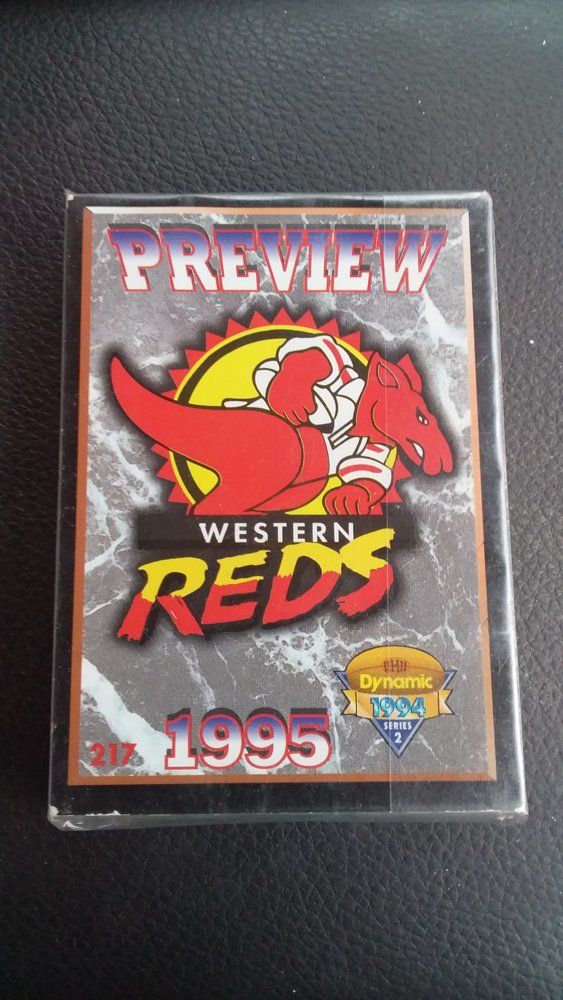 PREVIEW
WESTERN
REDS
Dynamic
1994
SERIES
2
217
1995